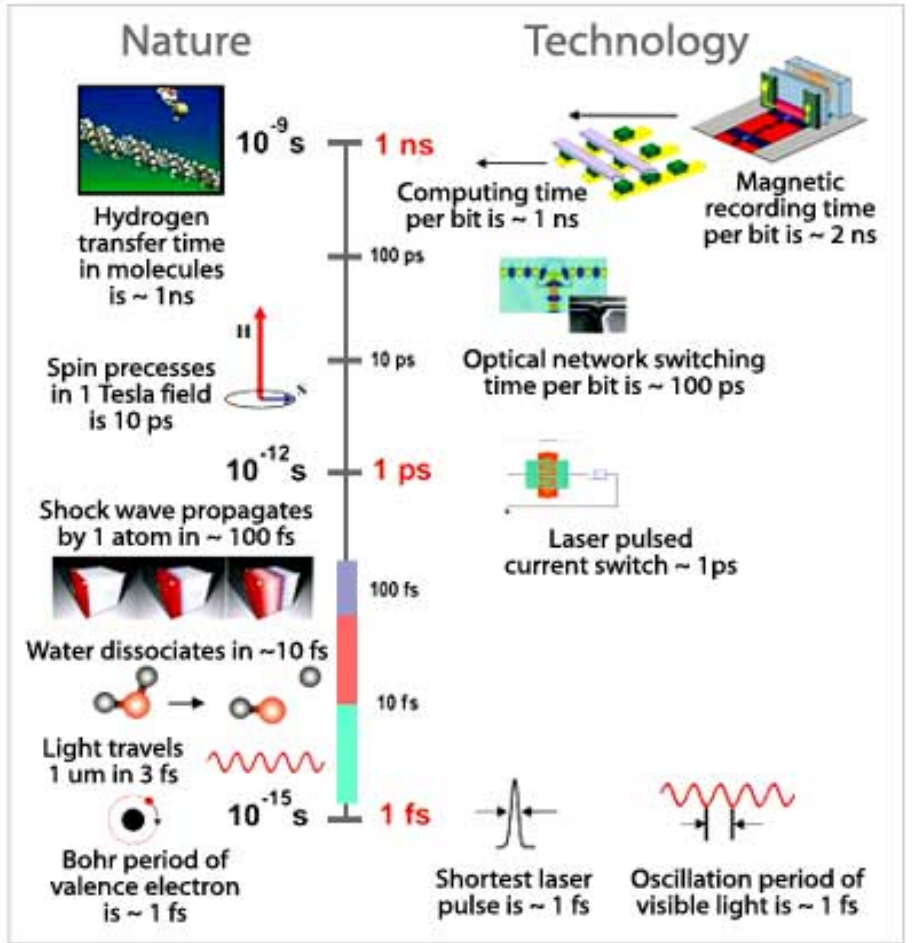 Nature
Technology
10-9s
1 ns
Hydrogen
transfer time
in molecules
is ~ 1ns
Computing time
per bit is ~ 1 ns
Magnetic
recording time
per bit is ~ 2 ns
100 ps
H
10 ps
Spin precesses
in 1 Tesla field
is 10 ps
Optical network switching
time per bit is ~ 100 ps
10-12s
1 ps
Shock wave propagates
by 1 atom in ~ 100 fs
Laser pulsed
current switch ~ 1ps
100 fs
Water dissociates in ~10 fs
10 fs
Light travels
1 um in 3 fs
10-15s
1 fs
Bohr period of
valence electron
is ~ 1 fs
Shortest laser
pulse is ~ 1 fs
Oscillation period of
visible light is ~ 1 fs